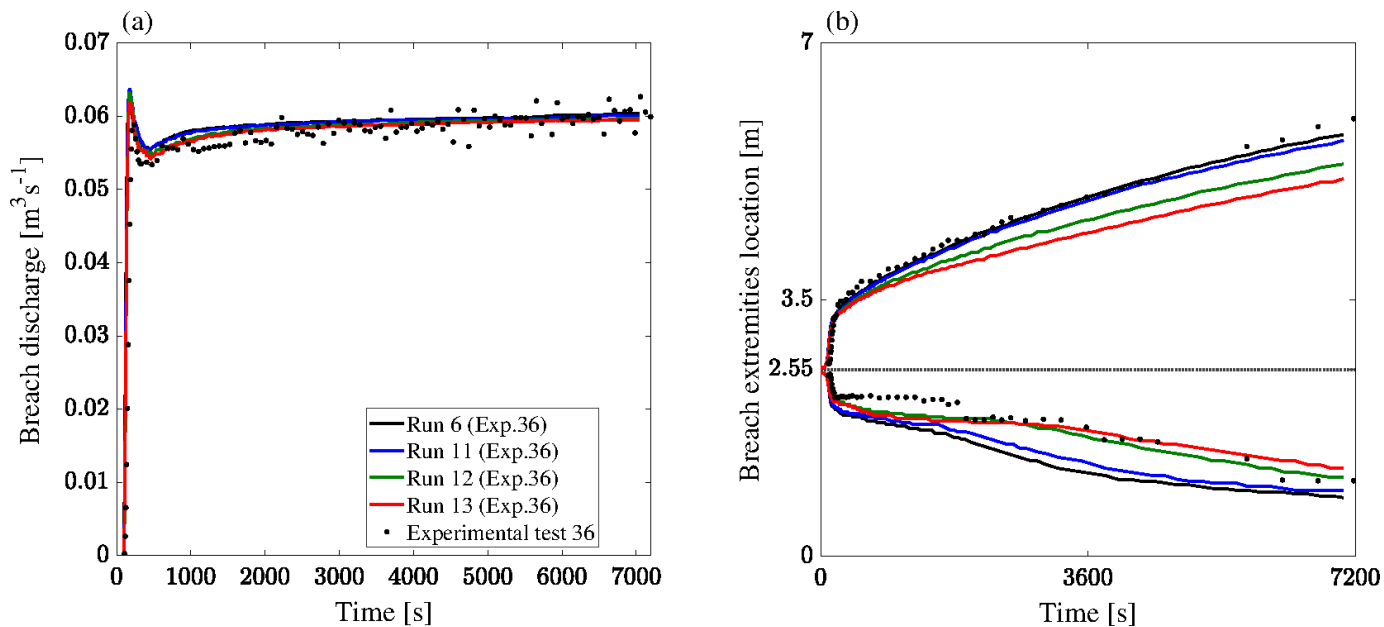 (a)
0.07
0.06
0.05
0.04
0.03
0.02
0.01
0
Breach discharge [m³s⁻¹]
Run 6 (Exp.36)
Run 11 (Exp.36)
Run 12 (Exp.36)
Run 13 (Exp.36)
Experimental test 36
0 1000 2000 3000 4000 5000 6000 7000
Time [s]
(b)
7
3.5
2.55
0
Breach extremities location [m]
0 3600 7200
Time [s]